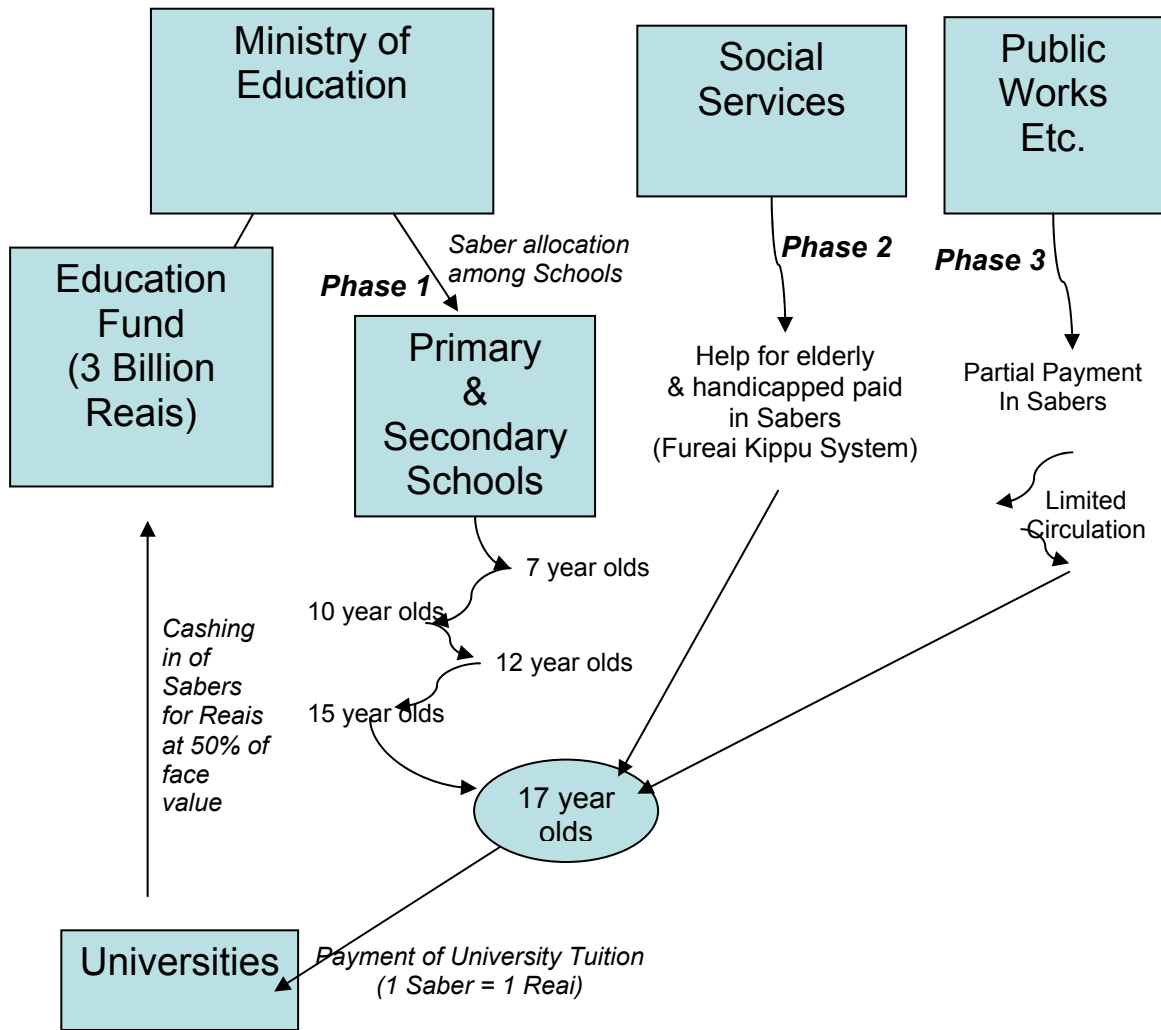 Ministry of
Education
Social
Services
Public
Works
Etc.
Education
Fund
(3 Billion
Reais)
Phase 1
Saber allocation
among Schools
Phase 2
Phase 3
Primary
&
Secondary
Schools
Help for elderly
& handicapped paid
in Sabers
(Fureai Kippu System)
Partial Payment
In Sabers
Limited
Circulation
7 year olds
10 year olds
12 year olds
15 year olds
17 year
olds
Cashing
in of
Sabers
for Reais
at 50% of
face
value
Universities
Payment of University Tuition
(1 Saber = 1 Reai)